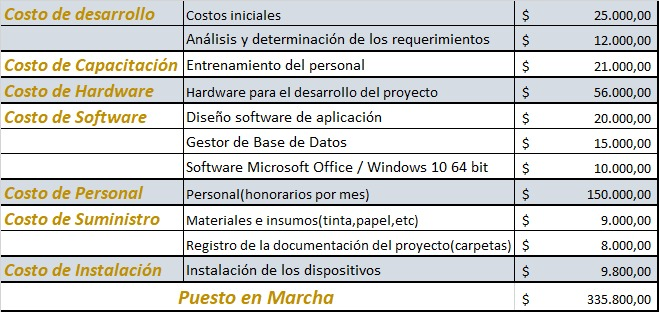 Costo de desarrollo Costos iniciales $ 25.000,00
Análisis y determinación de los requerimientos $ 12.000,00
Costo de Capacitación Entrenamiento del personal $ 21.000,00
Costo de Hardware Hardware para el desarrollo del proyecto $ 56.000,00
Costo de Software Diseño software de aplicación $ 20.000,00
Gestor de Base de Datos $ 15.000,00
Software Microsoft Office / Windows 10 64 bit $ 10.000,00
Costo de Personal Personal(honorarios por mes) $ 150.000,00
Costo de Suministro Materiales e insumos(tinta,papel,etc) $ 9.000,00
Registro de la documentación del proyecto(carpetas) $ 8.000,00
Costo de Instalación Instalación de los dispositivos $ 9.800,00
Puesto en Marcha $ 335.800,00